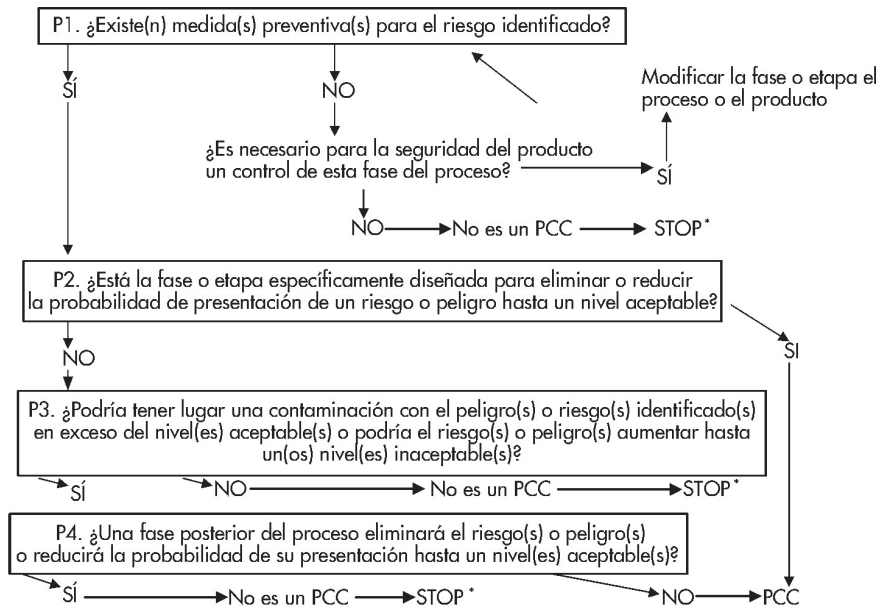 P1. ¿Existe(n) medida(s) preventiva(s) para el riesgo identificado?
SÍ
NO
Modificar la fase o etapa el
proceso o el producto
¿Es necesario para la seguridad del producto
un control de esta fase del proceso?
SÍ
NO
No es un PCC
STOP*
P2. ¿Está la fase o etapa específicamente diseñada para eliminar o reducir
la probabilidad de presentación de un riesgo o peligro hasta un nivel aceptable?
NO
SI
P3. ¿Podría tener lugar una contaminación con el peligro(s) o riesgo(s) identificado(s)
en exceso del nivel(es) aceptable(s) o podría el riesgo(s) o peligro(s) aumentar hasta
un(os) nivel(es) inaceptable(s)?
SÍ
NO
No es un PCC
STOP*
P4. ¿Una fase posterior del proceso eliminará el riesgo(s) o peligro(s)
o reducirá la probabilidad de su presentación hasta un nivel(es) aceptable(s)?
SÍ
No es un PCC
STOP*
NO
PCC